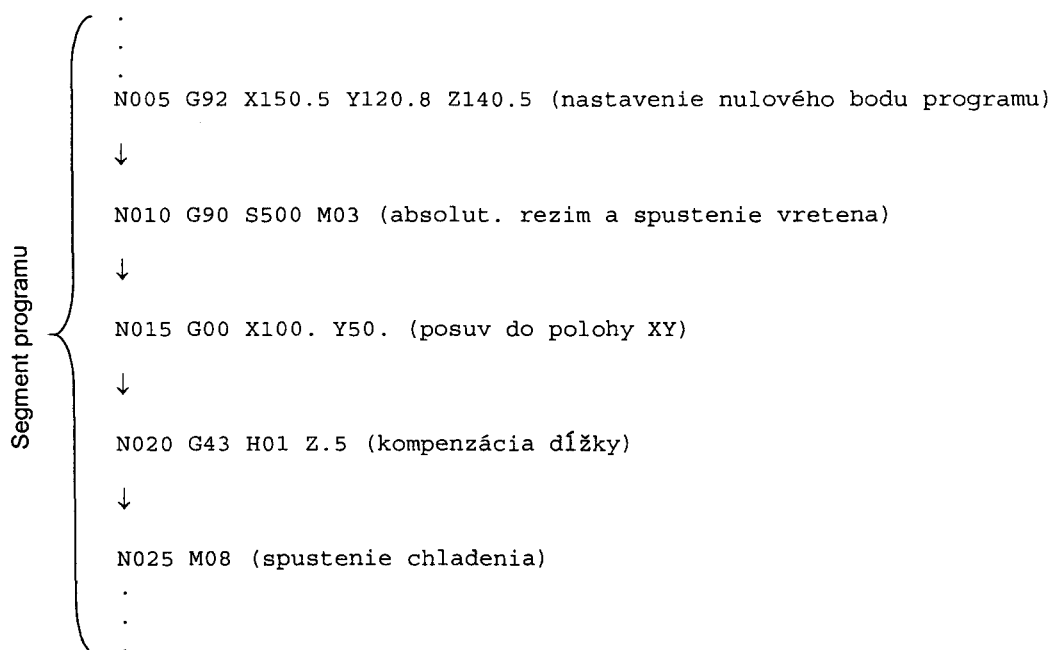 .
.
.
N005 G92 X150.5 Y120.8 Z140.5 (nastavenie nulového bodu programu)
↓
N010 G90 S500 M03 (absolut. rezim a spustenie vretena)
↓
Segment programu
N015 G00 X100. Y50. (posuv do polohy XY)
↓
N020 G43 H01 Z.5 (kompenzácia dĺžky)
↓
N025 M08 (spustenie chladenia)
.
.
.